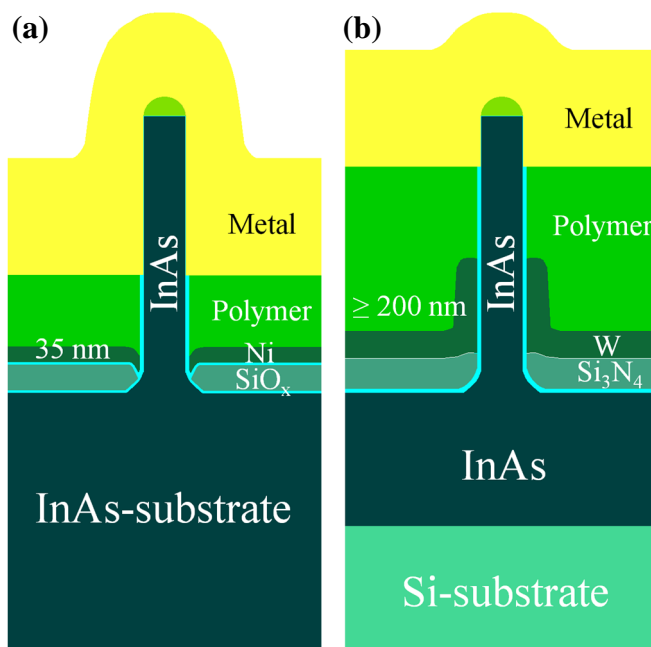 (a)
Metal
InAs
Polymer
35 nm
Ni
SiOₓ
InAs-substrate
(b)
Metal
InAs
Polymer
≥ 200 nm
W
Si₃N₄
InAs
Si-substrate